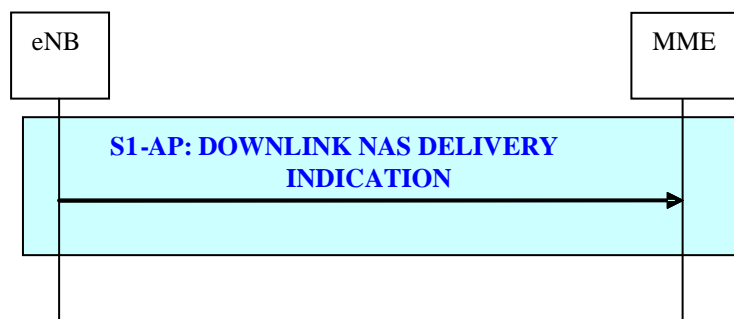 eNB
MME
S1-AP: DOWNLINK NAS DELIVERY
INDICATION